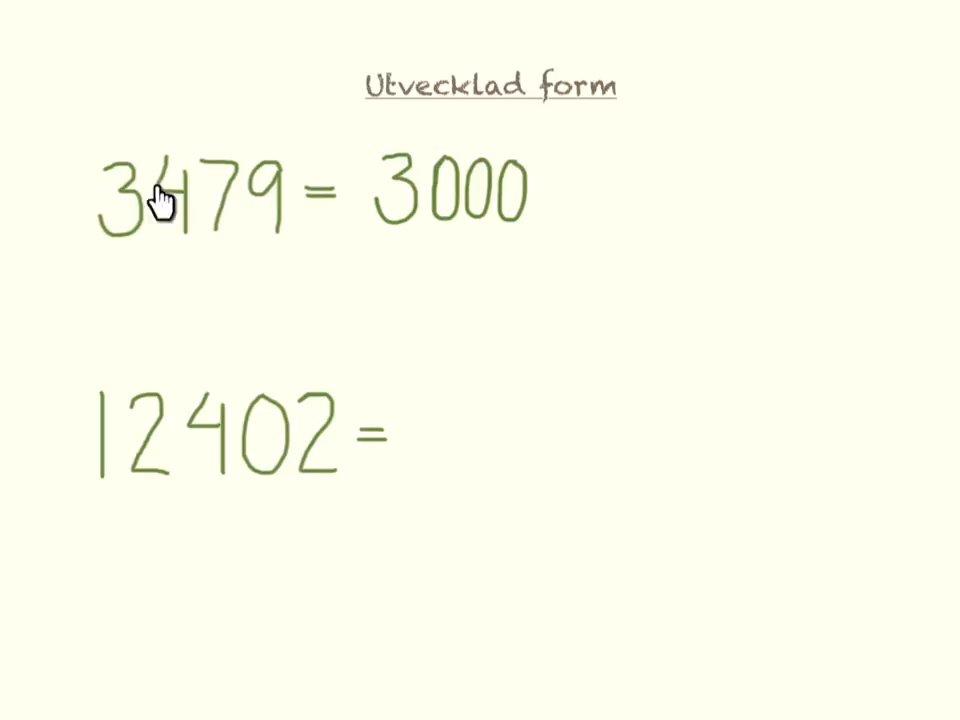 Utvecklad form
3479 = 3000
12402 =